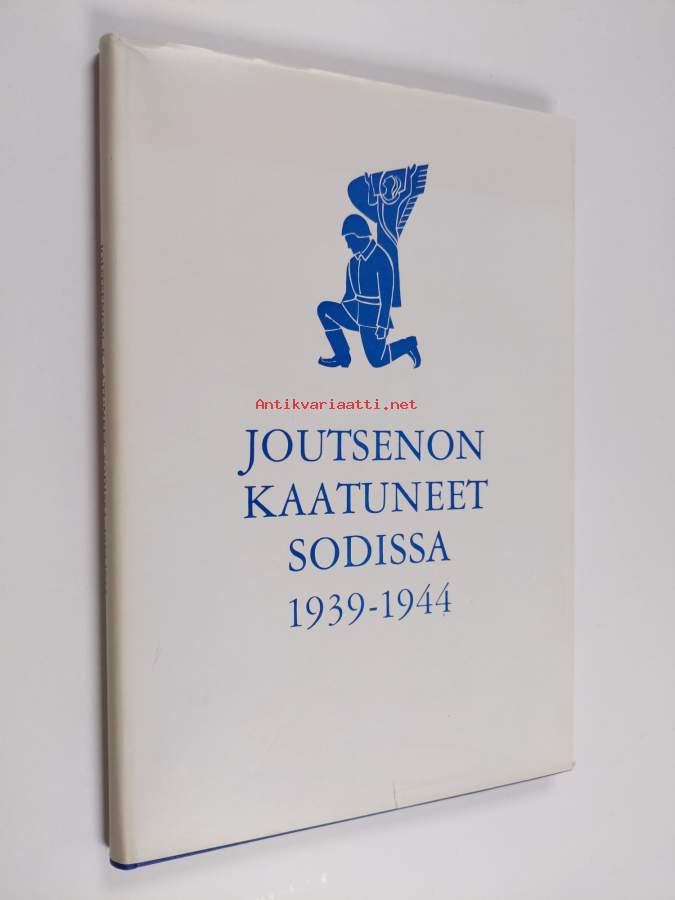 Antikvariaatti.net
JOUTSENON
KAATUNEET
SODISSA
1939-1944